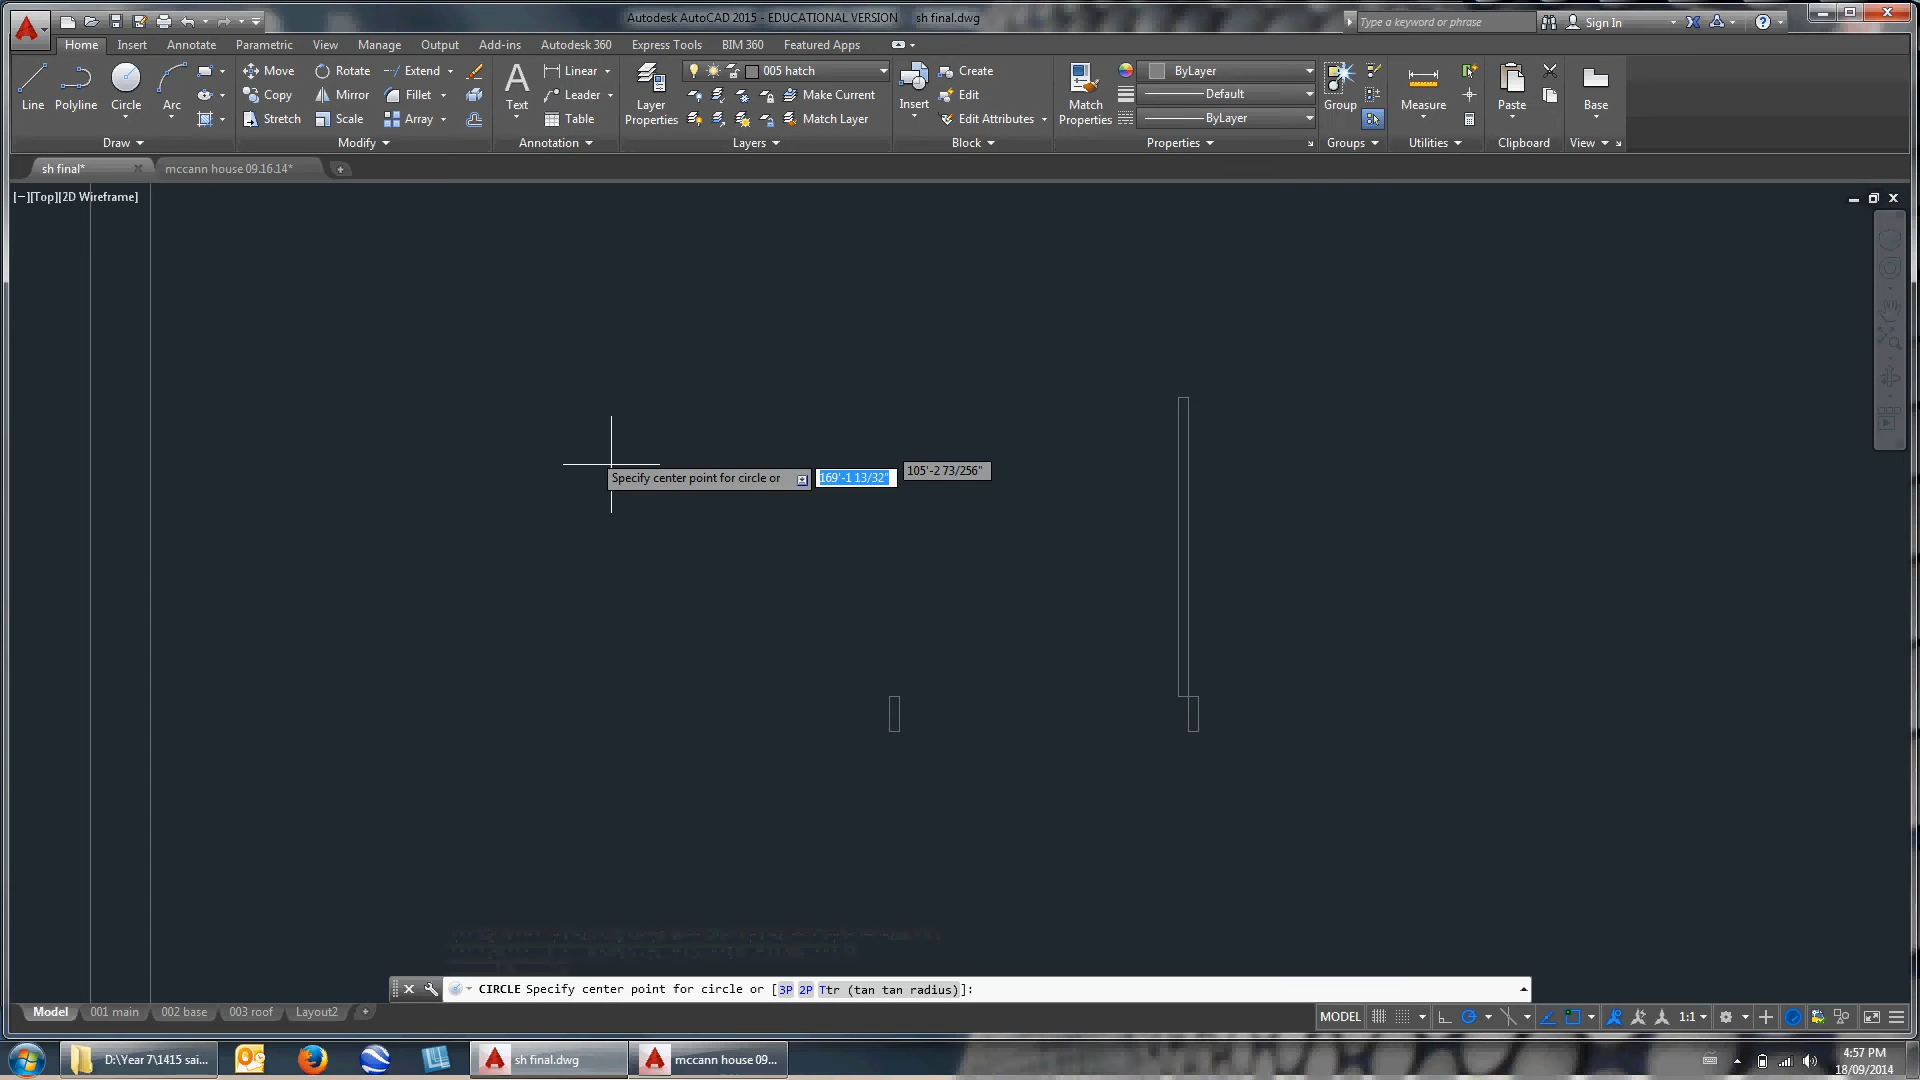 Autodesk AutoCAD 2015 - EDUCATIONAL VERSION sh final.dwg
Type a keyword or phrase
Sign In
Home Insert Annotate Parametric View Manage Output Add-ins Autodesk 360 Express Tools BIM 360 Featured Apps
Line Polyline Circle Arc
Move Rotate Extend
Copy Mirror Fillet
Stretch Scale Array
Text
Linear
Leader
Table
Layer Properties
005 hatch
Make Current
Match Layer
Insert
Create
Edit
Edit Attributes
Match Properties
ByLayer
Default
ByLayer
Group
Measure
Paste
Base
Draw Modify Annotation Layers Block Properties Groups Utilities Clipboard View
sh final* mccann house 09.16.14*
[−][Top][2D Wireframe]
Specify center point for circle or 169'-1 13/32" 105'-2 73/256"
CIRCLE Specify center point for circle or [3P 2P Ttr (tan tan radius)]:
Model 001 main 002 base 003 roof Layout2
MODEL 1:1
D:\Year 7\1415 sai... sh final.dwg mccann house 09...
4:57 PM
18/09/2014